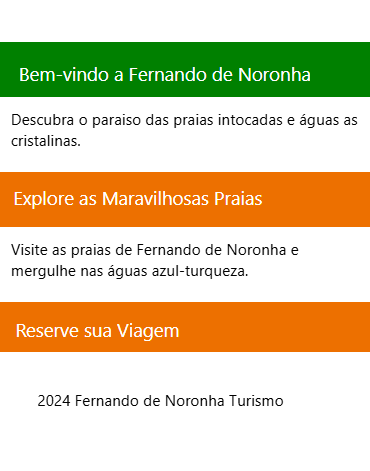 Bem-vindo a Fernando de Noronha
Descubra o paraiso das praias intocadas e águas as
cristalinas.
Explore as Maravilhosas Praias
Visite as praias de Fernando de Noronha e
mergulhe nas águas azul-turqueza.
Reserve sua Viagem
2024 Fernando de Noronha Turismo